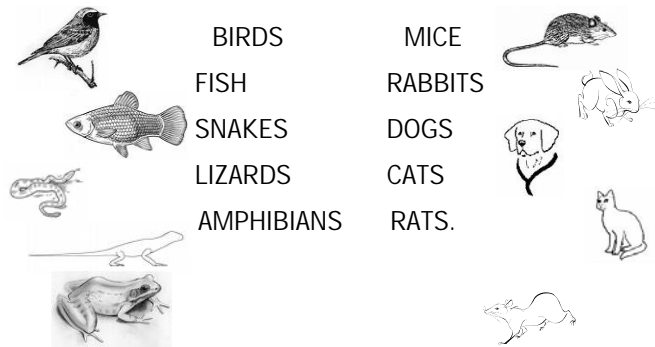 BIRDS MICE
FISH RABBITS
SNAKES DOGS
LIZARDS CATS
AMPHIBIANS RATS.